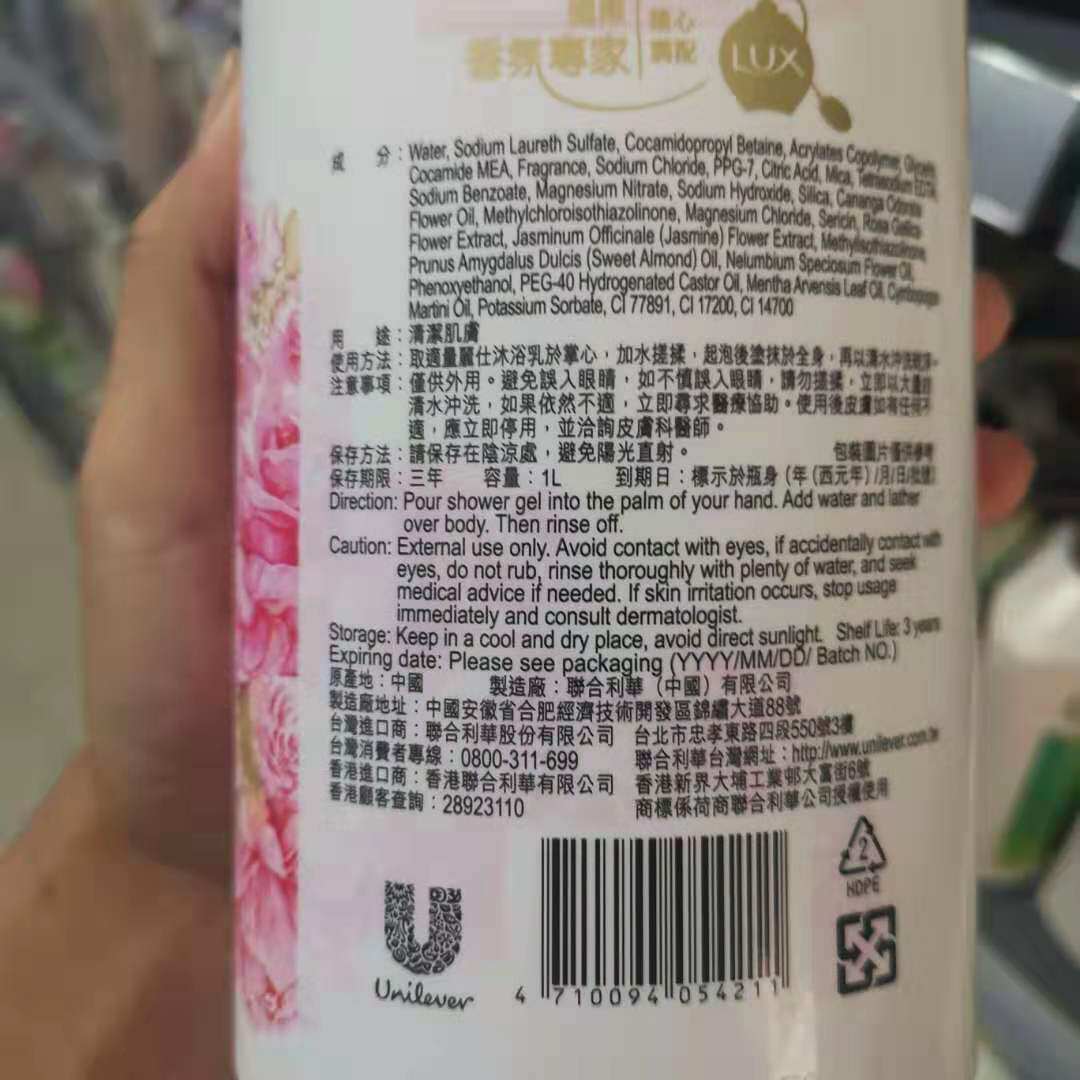 香氛專家
LUX
成 分：Water, Sodium Laureth Sulfate, Cocamidopropyl Betaine, Acrylates Copolymer, Glycerin,
Cocamide MEA, Fragrance, Sodium Chloride, PPG-7, Citric Acid, Mica, Tetrasodium EDTA,
Sodium Benzoate, Magnesium Nitrate, Sodium Hydroxide, Silica, Cananga Odorata
Flower Oil, Methylchloroisothiazolinone, Magnesium Chloride, Sericin, Rosa Gallica
Flower Extract, Jasminum Officinale (Jasmine) Flower Extract, Methylisothiazolinone,
Prunus Amygdalus Dulcis (Sweet Almond) Oil, Nelumbium Speciosum Flower Oil,
Phenoxyethanol, PEG-40 Hydrogenated Castor Oil, Mentha Arvensis Leaf Oil, Cymbopogon
Martini Oil, Potassium Sorbate, CI 77891, CI 17200, CI 14700
用 途：清潔肌膚
使用方法：取適量麗仕沐浴乳於掌心，加水搓揉，起泡後塗抹於全身，再以清水沖洗
注意事項：僅供外用。避免誤入眼睛，如不慎誤入眼睛，請勿搓揉，立即以大量
清水沖洗，如果依然不適，立即尋求醫療協助。使用後皮膚如有任何不
適，應立即停用，並洽詢皮膚科醫師。
保存方法：請保存在陰涼處，避免陽光直射。 包裝圖片僅供參考
保存期限：三年 容量：1L 到期日：標示於瓶身（年（西元年）/月/日/批號）
Direction: Pour shower gel into the palm of your hand. Add water and lather
over body. Then rinse off.
Caution: External use only. Avoid contact with eyes, if accidentally contact with
eyes, do not rub, rinse thoroughly with plenty of water, and seek
medical advice if needed. If skin irritation occurs, stop usage
immediately and consult dermatologist.
Storage: Keep in a cool and dry place, avoid direct sunlight. Shelf Life: 3 years
Expiring date: Please see packaging (YYYY/MM/DD/ Batch NO.)
原產地：中國 製造廠：聯合利華（中國）有限公司
製造廠地址：中國安徽省合肥經濟技術開發區錦繡大道88號
台灣進口商：聯合利華股份有限公司 台北市忠孝東路四段550號3樓
台灣消費者專線：0800-311-699 聯合利華台灣網址：http://www.unilever.com.tw
香港進口商：香港聯合利華有限公司 香港新界大埔工業邨大富街6號
香港顧客查詢：28923110 商標係荷商聯合利華公司授權使用
2
HDPE
Unilever
4 710094 054211